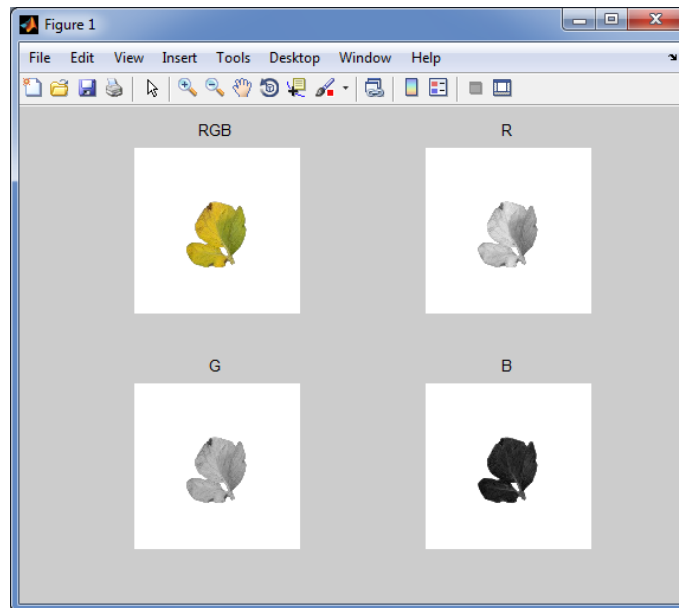 Figure 1
File Edit View Insert Tools Desktop Window Help
RGB R
G B